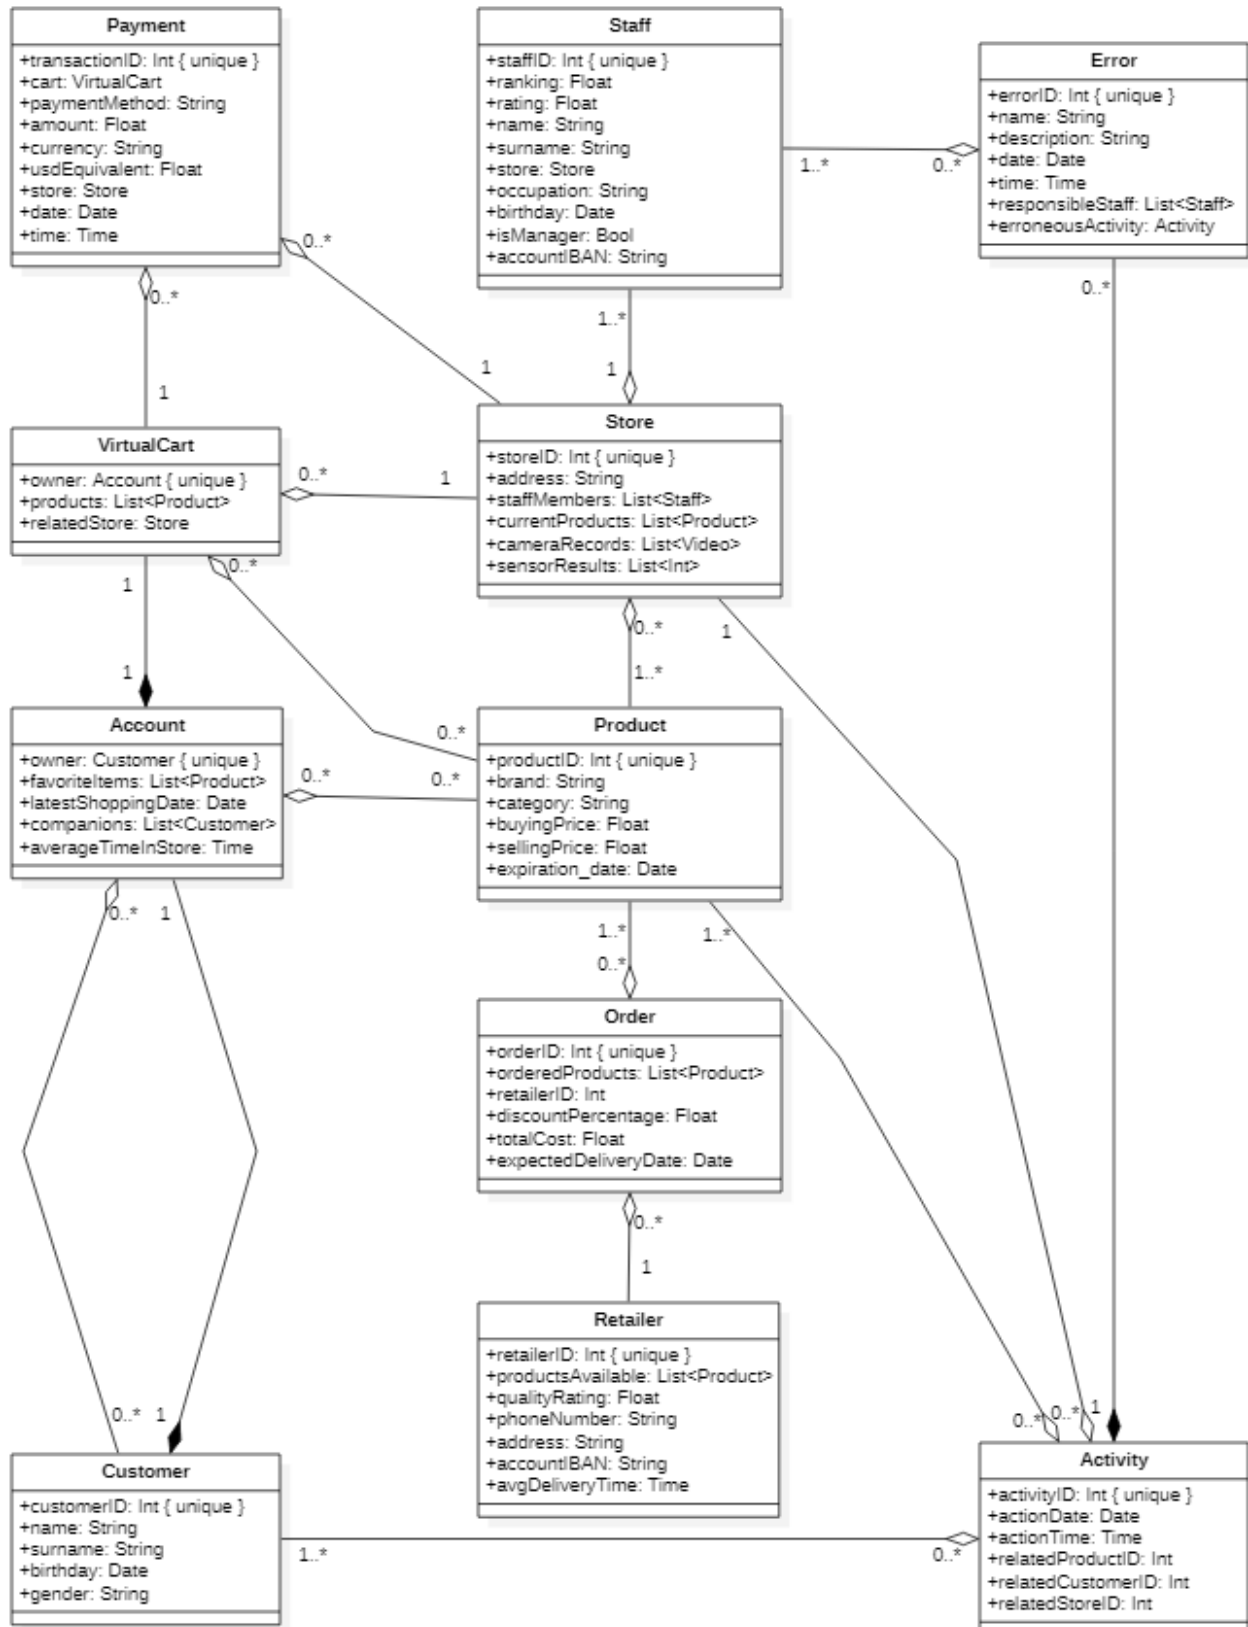 Payment
+transactionID: Int { unique }
+cart: VirtualCart
+paymentMethod: String
+amount: Float
+currency: String
+usdEquivalent: Float
+store: Store
+date: Date
+time: Time
Staff
+staffID: Int { unique }
+ranking: Float
+rating: Float
+name: String
+surname: String
+store: Store
+occupation: String
+birthday: Date
+isManager: Bool
+accountIBAN: String
Error
+errorID: Int { unique }
+name: String
+description: String
+date: Date
+time: Time
+responsibleStaff: List<Staff>
+erroneousActivity: Activity
1..*
0..*
0..*
0..*
0..*
1
1..*
1
1
VirtualCart
+owner: Account { unique }
+products: List<Product>
+relatedStore: Store
0..*
1
Store
+storeID: Int { unique }
+address: String
+staffMembers: List<Staff>
+currentProducts: List<Product>
+cameraRecords: List<Video>
+sensorResults: List<Int>
0..*
1
1
0..*
1..*
1
0..*
Account
+owner: Customer { unique }
+favoriteItems: List<Product>
+latestShoppingDate: Date
+companions: List<Customer>
+averageTimeInStore: Time
0..*
0..*
Product
+productID: Int { unique }
+brand: String
+category: String
+buyingPrice: Float
+sellingPrice: Float
+expiration_date: Date
0..*
1
1..*
0..*
1..*
Order
+orderID: Int { unique }
+orderedProducts: List<Product>
+retailerID: Int
+discountPercentage: Float
+totalCost: Float
+expectedDeliveryDate: Date
0..*
1
Retailer
+retailerID: Int { unique }
+productsAvailable: List<Product>
+qualityRating: Float
+phoneNumber: String
+address: String
+accountIBAN: String
+avgDeliveryTime: Time
0..*
1
0..*
0..*
1
Customer
+customerID: Int { unique }
+name: String
+surname: String
+birthday: Date
+gender: String
1..*
0..*
Activity
+activityID: Int { unique }
+actionDate: Date
+actionTime: Time
+relatedProductID: Int
+relatedCustomerID: Int
+relatedStoreID: Int